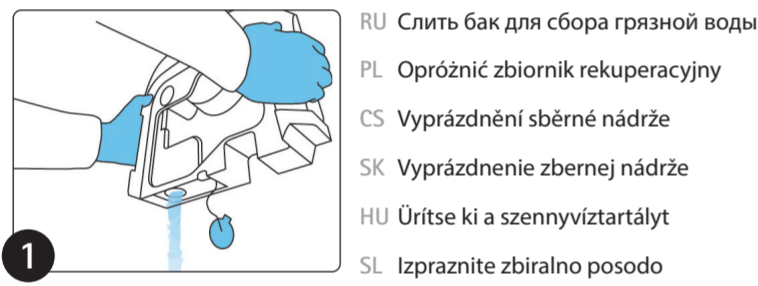 1
RU Слить бак для сбора грязной воды
PL Opróżnić zbiornik rekuperacyjny
CS Vyprázdnění sběrné nádrže
SK Vyprázdnenie zbernej nádrže
HU Ürítse ki a szennyvíztartályt
SL Izpraznite zbiralno posodo